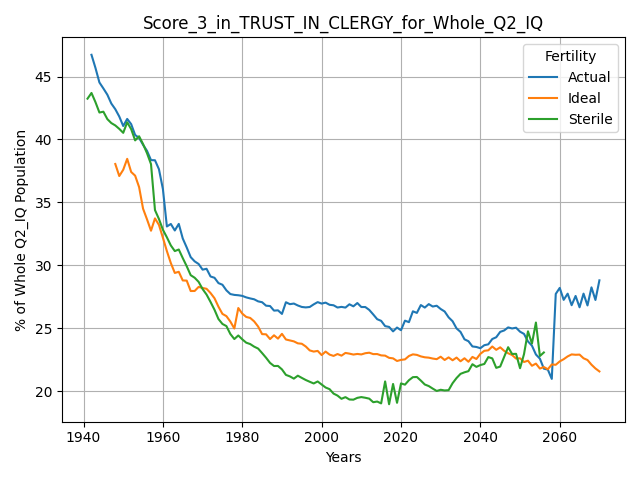 Score_3_in_TRUST_IN_CLERGY_for_Whole_Q2_IQ
Fertility
Actual
Ideal
Sterile
% of Whole Q2_IQ Population
45
40
35
30
25
20
1940
1960
1980
2000
2020
2040
2060
Years